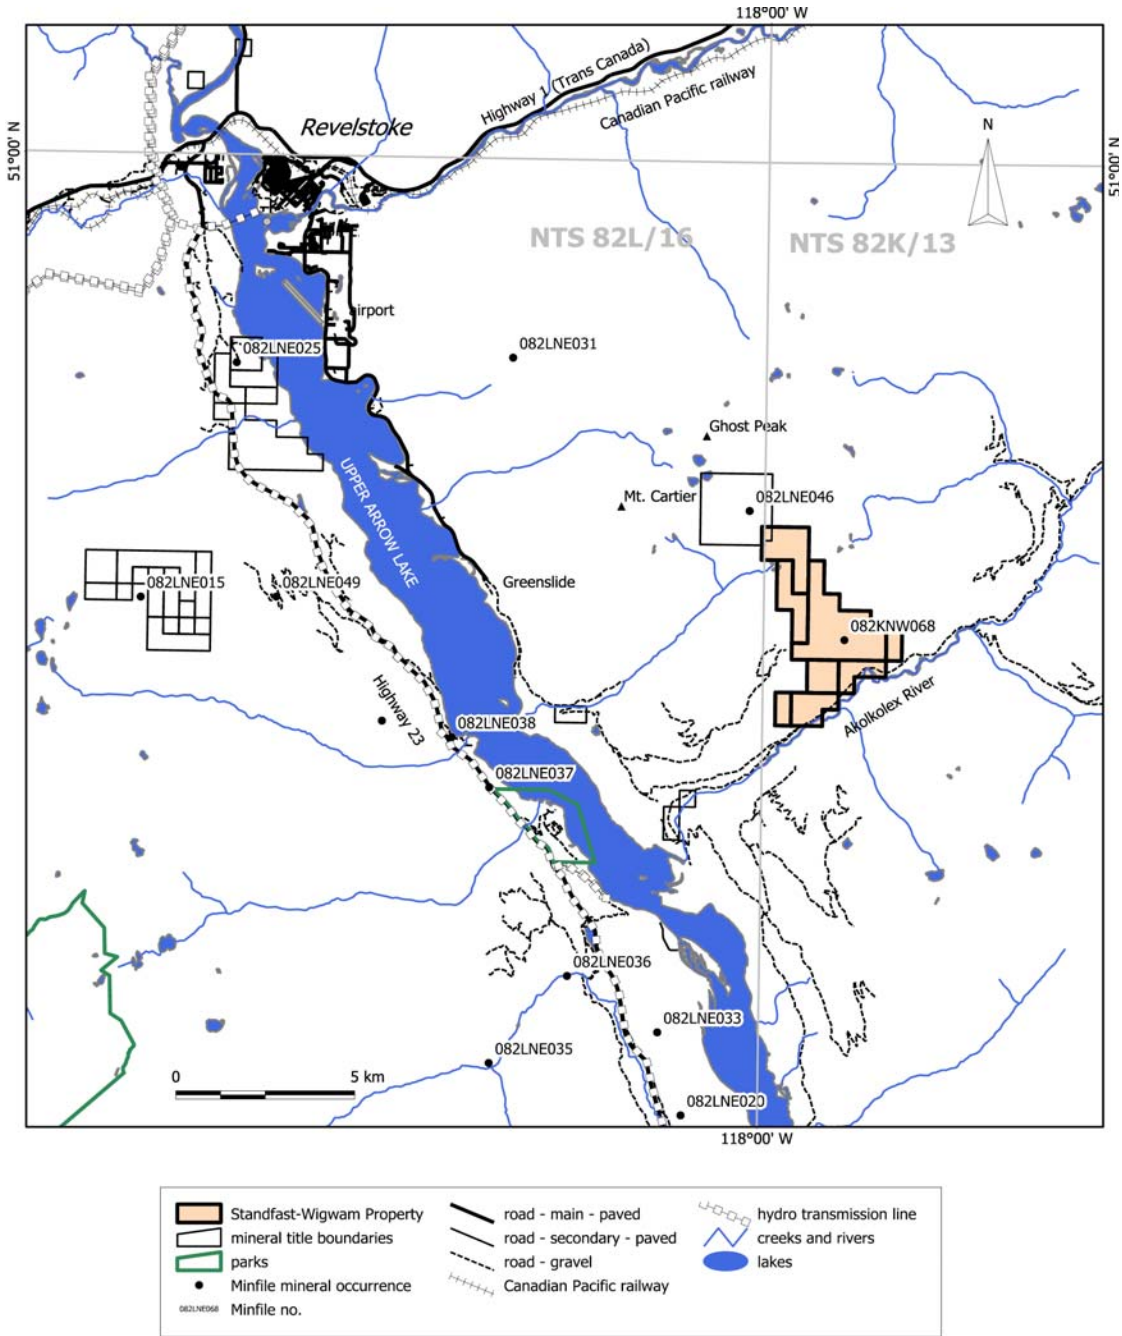 118°00' W
Highway 1 (Trans Canada)
Canadian Pacific railway
Revelstoke
51°00' N
51°00' N
N
NTS 82L/16
NTS 82K/13
airport
082LNE025
082LNE031
Ghost Peak
Mt. Cartier
082LNE046
UPPER ARROW LAKE
082LNE015
082LNE049
Greenslide
082KNW068
Akolkolex River
Highway 23
082LNE038
082LNE037
082LNE036
082LNE033
082LNE035
0
5 km
082LNE020
118°00' W
Standfast-Wigwam Property
mineral title boundaries
parks
Minfile mineral occurrence
082LNE068 Minfile no.
road - main - paved
road - secondary - paved
road - gravel
Canadian Pacific railway
hydro transmission line
creeks and rivers
lakes